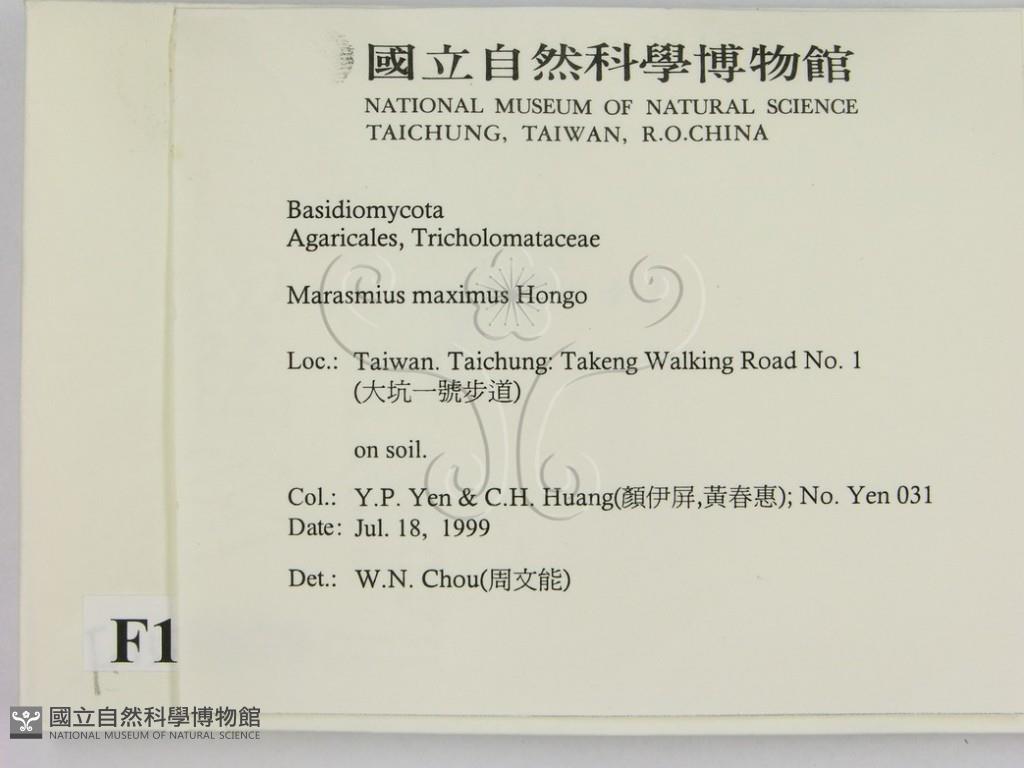 國立自然科學博物館
NATIONAL MUSEUM OF NATURAL SCIENCE
TAICHUNG, TAIWAN, R.O.CHINA
Basidiomycota
Agaricales, Tricholomataceae
Marasmius maximus Hongo
Loc.: Taiwan. Taichung: Takeng Walking Road No. 1
(大坑一號步道)
on soil.
Col.: Y.P. Yen & C.H. Huang(顏伊屏,黃春惠); No. Yen 031
Date: Jul. 18, 1999
Det.: W.N. Chou(周文能)
F1
國立自然科學博物館
NATIONAL MUSEUM OF NATURAL SCIENCE